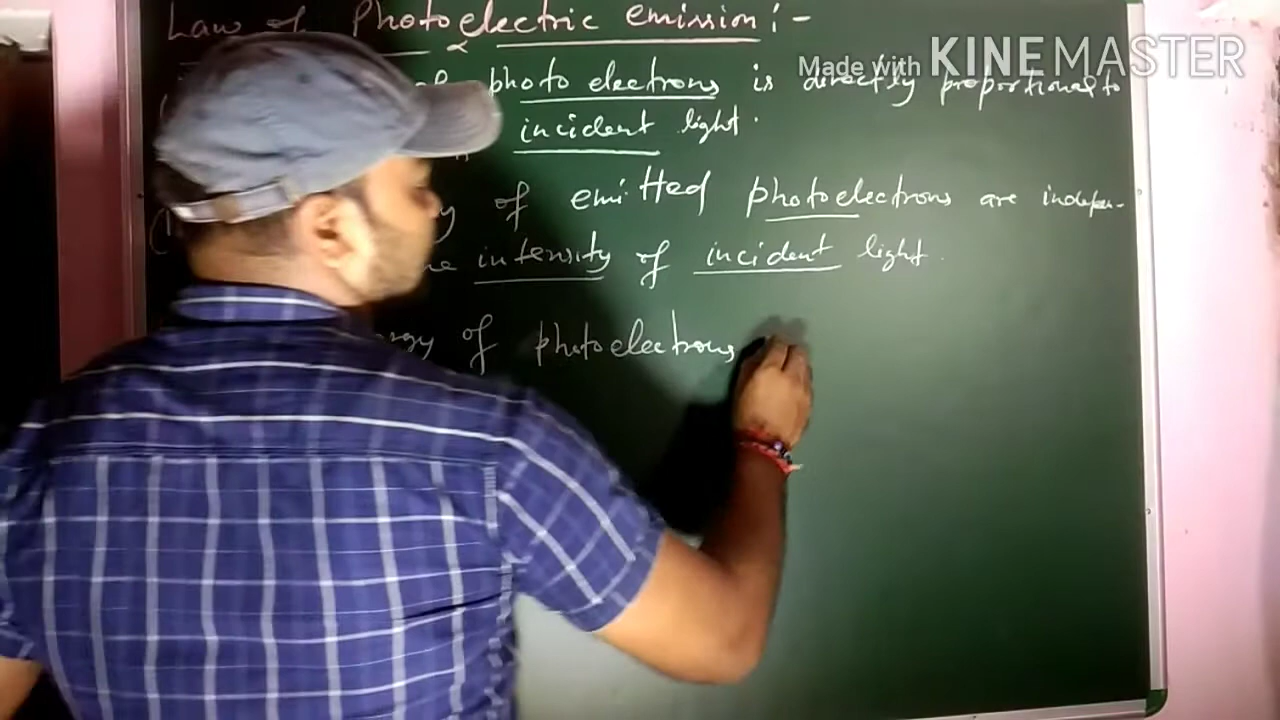 Law of Photoelectric emission :-
Made with KINEMASTER
of photo electrons is directly proportional to
incident light.
of emitted photoelectrons are indepen-
intensity of incident light.
of photoelectrons